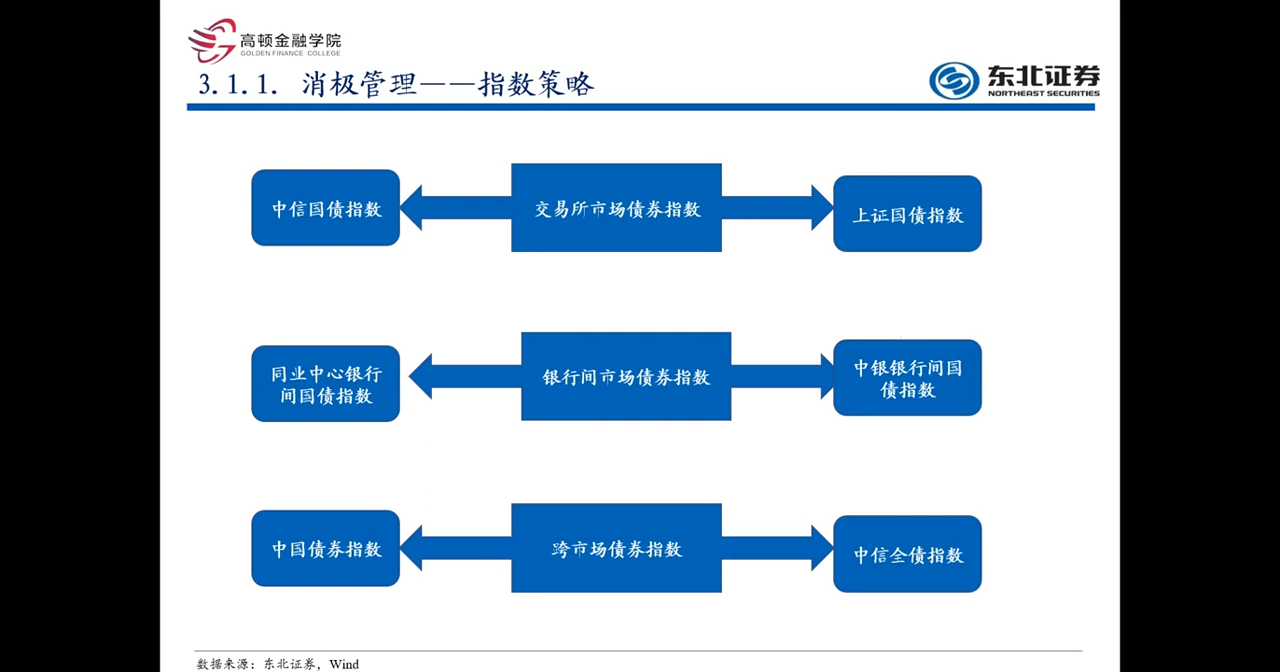 高顿金融学院
GOLDEN FINANCE COLLEGE
3.1.1. 消极管理——指数策略
东北证券
NORTHEAST SECURITIES
中信国债指数
交易所市场债券指数
上证国债指数
同业中心银行
间国债指数
银行间市场债券指数
中银银行间国
债指数
中国债券指数
跨市场债券指数
中信全债指数
数据来源：东北证券，Wind